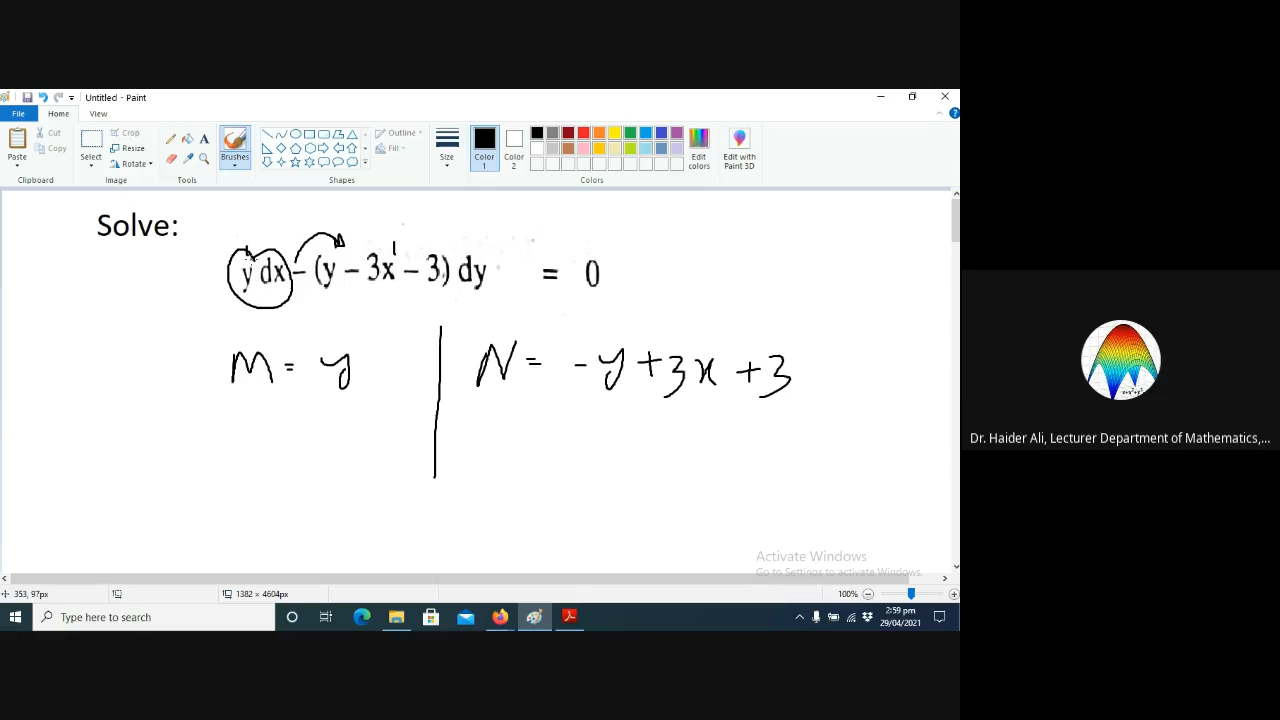 Untitled - Paint
File Home View
Paste Cut Copy
Select Crop Resize Rotate
Brushes
Outline Fill
Size
Color 1 Color 2
Edit colors
Edit with Paint 3D
Clipboard Image Tools Shapes Colors
Solve:
y dx – (y – 3x¹ – 3) dy = 0
M = y N = -y + 3x + 3
Dr. Haider Ali, Lecturer Department of Mathematics,...
Activate Windows
Go to Settings to activate Windows.
353, 97px 1382 × 4604px 100%
Type here to search
2:59 pm
29/04/2021